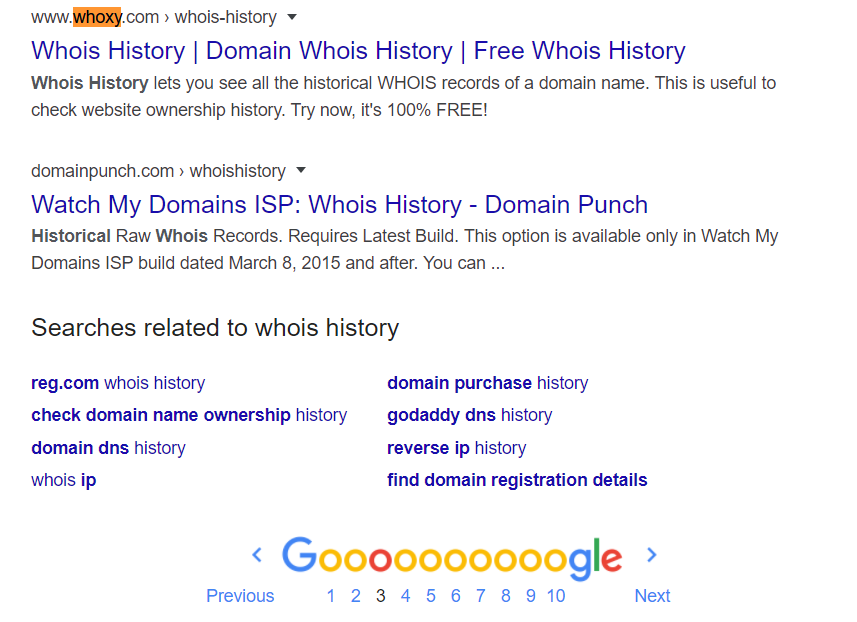 www.whoxy.com › whois-history
Whois History | Domain Whois History | Free Whois History
Whois History lets you see all the historical WHOIS records of a domain name. This is useful to
check website ownership history. Try now, it's 100% FREE!
domainpunch.com › whoishistory
Watch My Domains ISP: Whois History - Domain Punch
Historical Raw Whois Records. Requires Latest Build. This option is available only in Watch My
Domains ISP build dated March 8, 2015 and after. You can ...
Searches related to whois history
reg.com whois history domain purchase history
check domain name ownership history godaddy dns history
domain dns history reverse ip history
whois ip find domain registration details
Goooooooooogle
Previous 1 2 3 4 5 6 7 8 9 10 Next